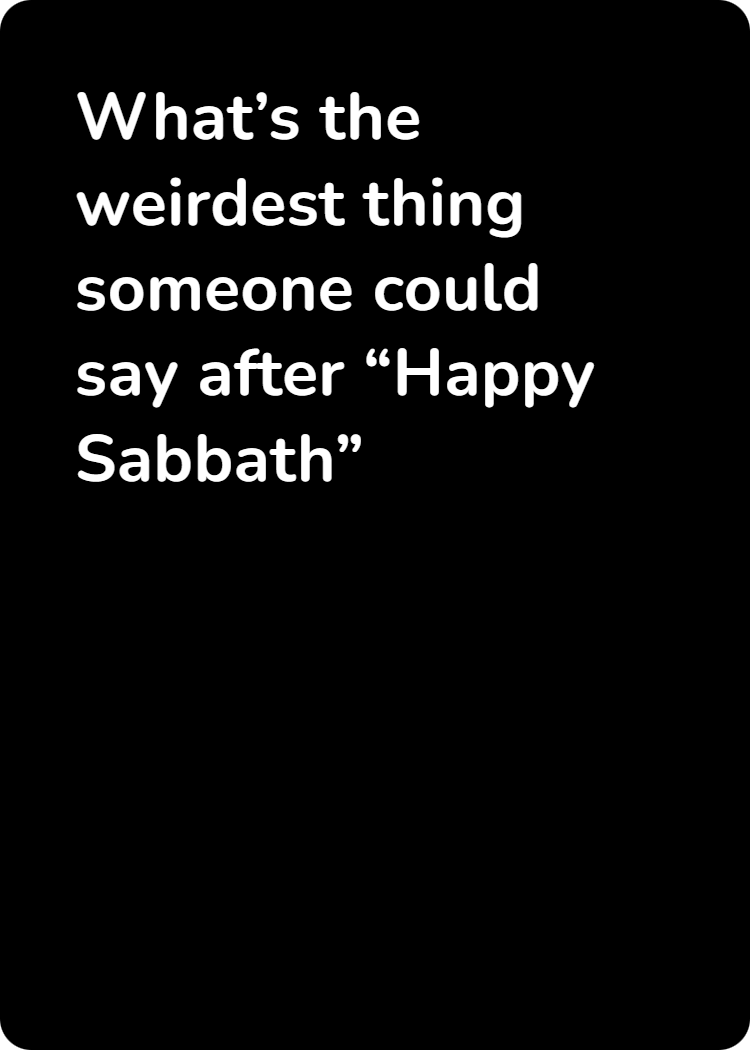 What’s the
weirdest thing
someone could
say after “Happy
Sabbath”